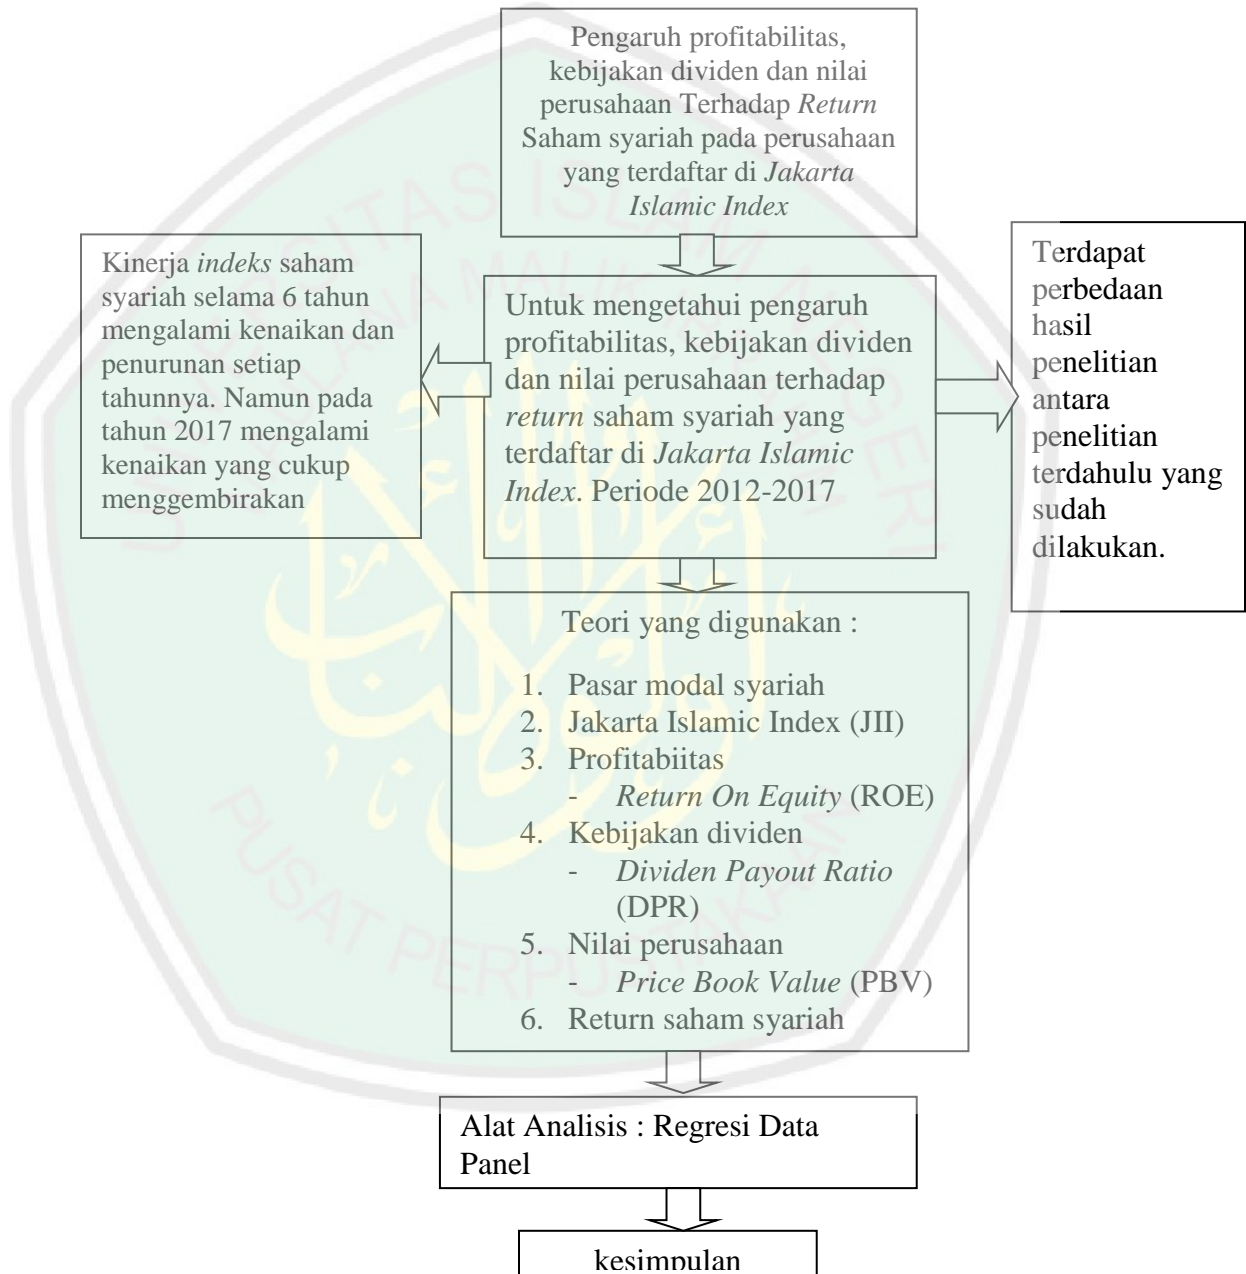 Pengaruh profitabilitas,
kebijakan dividen dan nilai
perusahaan Terhadap Return
Saham syariah pada perusahaan
yang terdaftar di Jakarta
Islamic Index
Kinerja indeks saham
syariah selama 6 tahun
mengalami kenaikan dan
penurunan setiap
tahunnya. Namun pada
tahun 2017 mengalami
kenaikan yang cukup
menggembirakan
Untuk mengetahui pengaruh
profitabilitas, kebijakan dividen
dan nilai perusahaan terhadap
return saham syariah yang
terdaftar di Jakarta Islamic
Index. Periode 2012-2017
Terdapat
perbedaan
hasil
penelitian
antara
penelitian
terdahulu yang
sudah
dilakukan.
Teori yang digunakan :
1. Pasar modal syariah
2. Jakarta Islamic Index (JII)
3. Profitabiitas
- Return On Equity (ROE)
4. Kebijakan dividen
- Dividen Payout Ratio
(DPR)
5. Nilai perusahaan
- Price Book Value (PBV)
6. Return saham syariah
Alat Analisis : Regresi Data
Panel
kesimpulan
PUSAT PERPUSTAKAAN